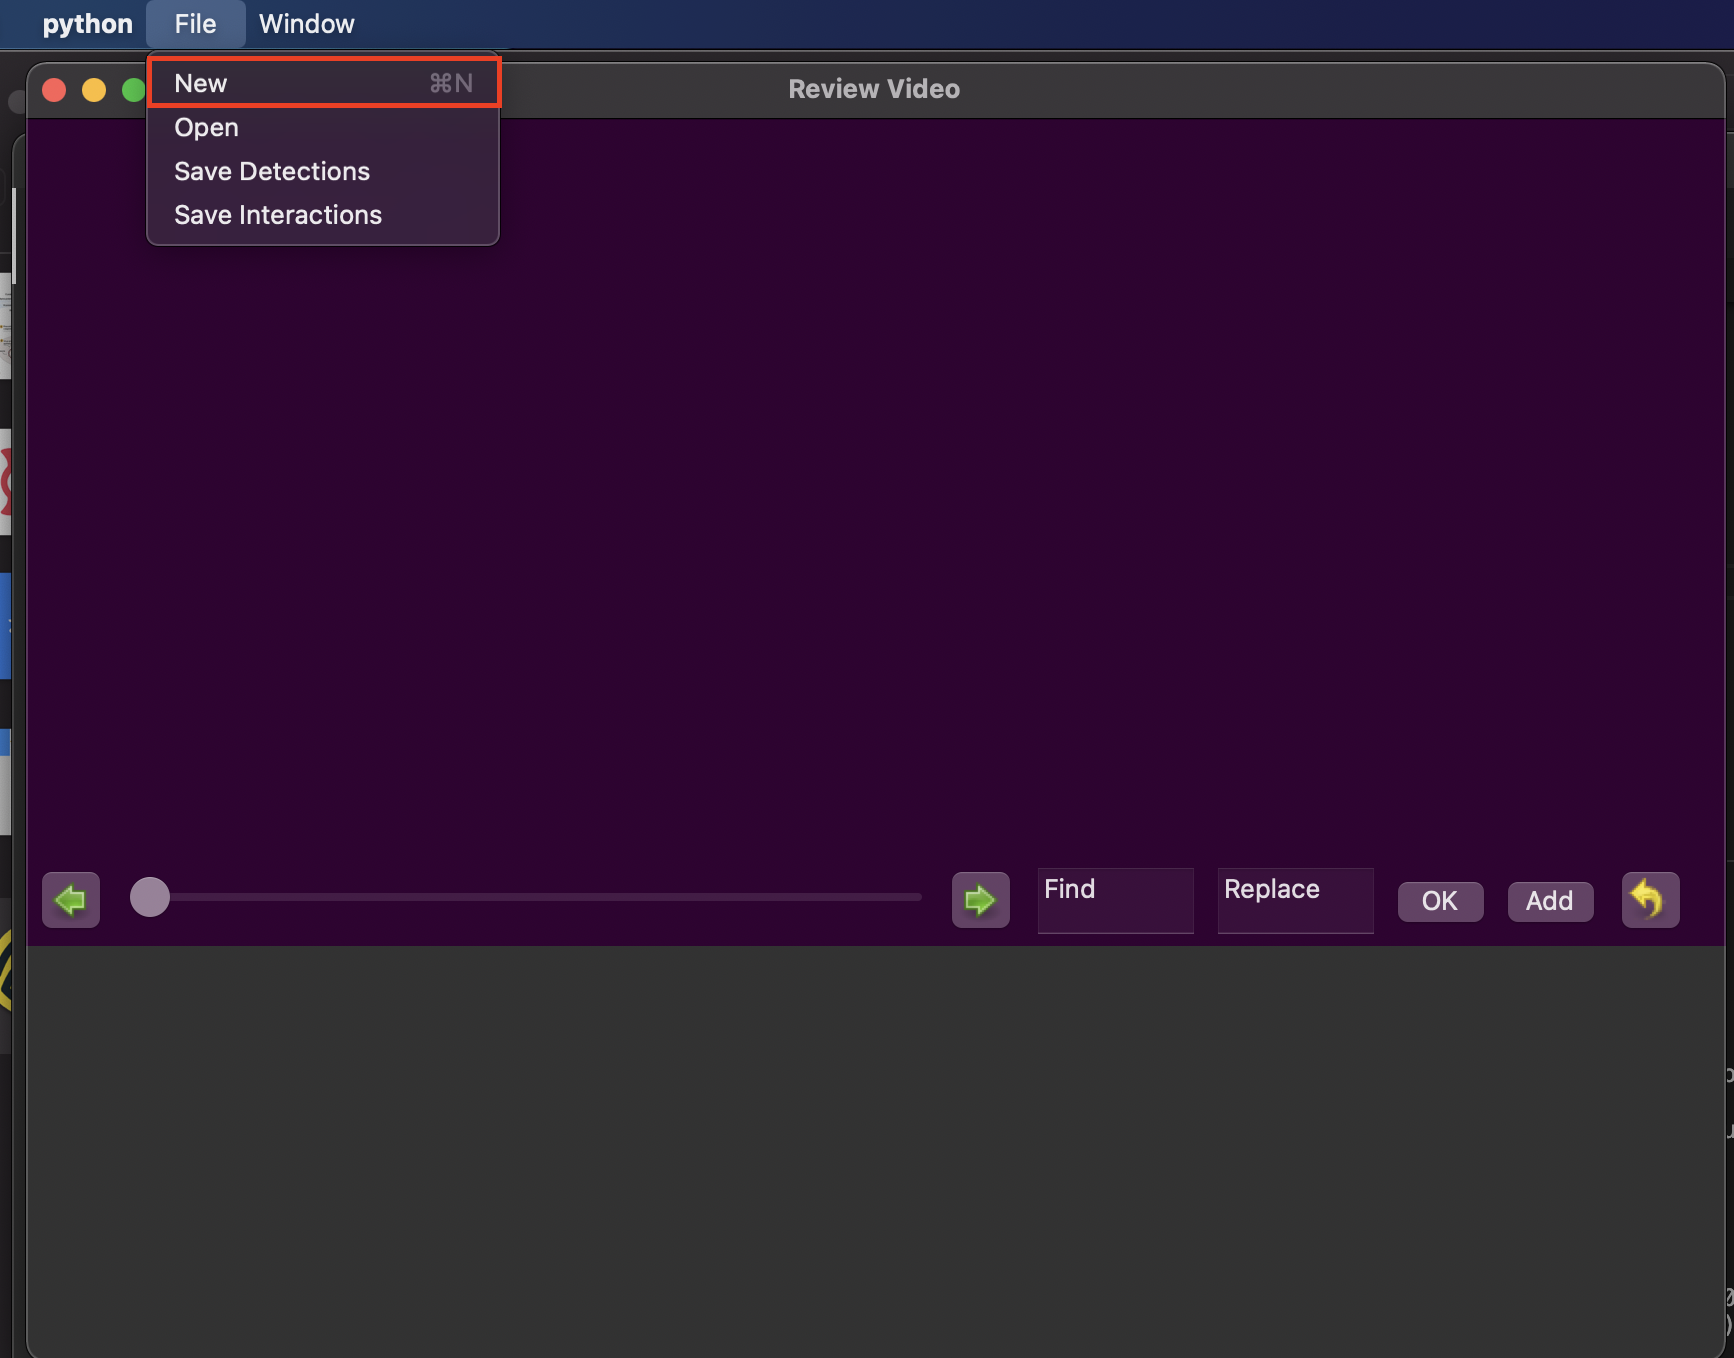 python File Window
Review Video
New ⌘N
Open
Save Detections
Save Interactions
Find Replace OK Add